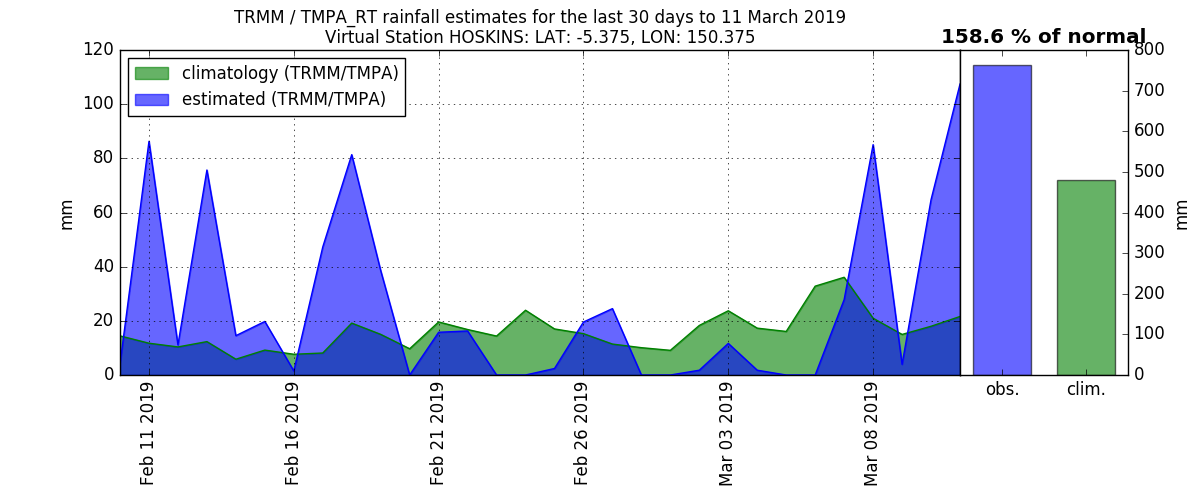 TRMM / TMPA_RT rainfall estimates for the last 30 days to 11 March 2019
Virtual Station HOSKINS: LAT: -5.375, LON: 150.375
158.6 % of normal
climatology (TRMM/TMPA)
estimated (TRMM/TMPA)
mm
120
100
80
60
40
20
0
Feb 11 2019
Feb 16 2019
Feb 21 2019
Feb 26 2019
Mar 03 2019
Mar 08 2019
800
700
600
500
400
300
200
100
0
mm
obs.
clim.